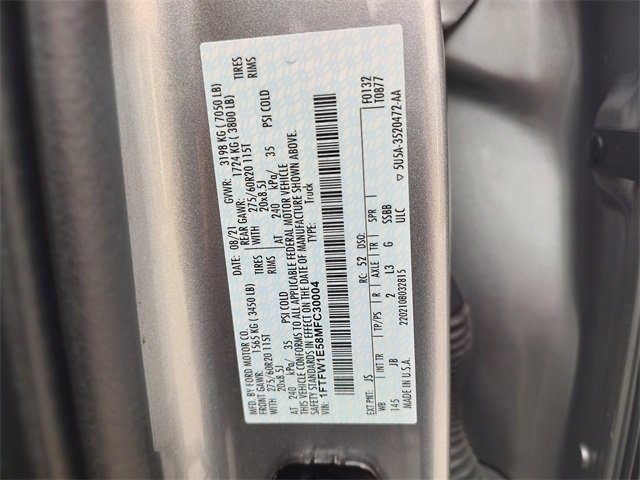 MFD. BY FORD MOTOR CO.
DATE: 08/21 GVWR: 3198 KG ( 7050 LB)
FRONT GAWR: 1565 KG ( 3450 LB) REAR GAWR: 1724 KG ( 3800 LB)
WITH 275/60R20 115T TIRES WITH 275/60R20 115T TIRES
20x8.5J RIMS 20x8.5J RIMS
AT 240 kPa/ 35 PSI COLD AT 240 kPa/ 35 PSI COLD
THIS VEHICLE CONFORMS TO ALL APPLICABLE FEDERAL MOTOR VEHICLE
SAFETY STANDARDS IN EFFECT ON THE DATE OF MANUFACTURE SHOWN ABOVE.
VIN: 1FTFW1E58MFC30004 TYPE: Truck
F0132
T0877
EXT PNT: JS RC: 52 DSO:
WB INT TR TP/PS R AXLE TR SPR
145 JB 2 L3 G SSBB
2202108032815 ULC 5U5A-3520472-AA